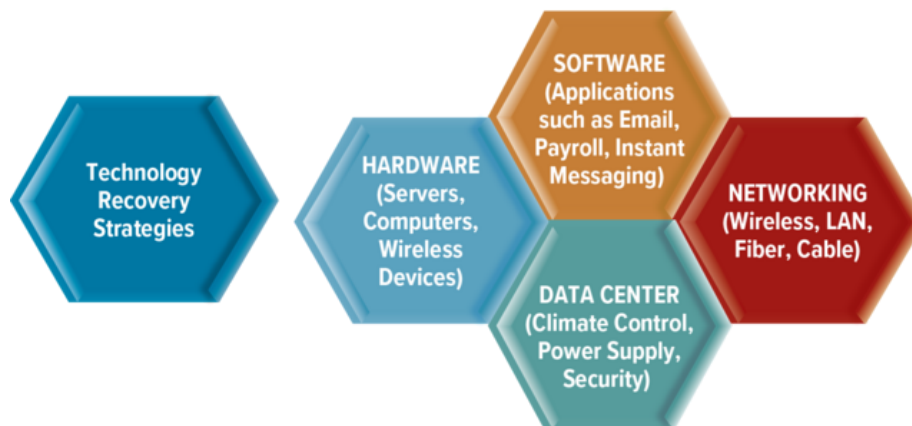 Technology
Recovery
Strategies
HARDWARE
(Servers,
Computers,
Wireless
Devices)
SOFTWARE
(Applications
such as Email,
Payroll, Instant
Messaging)
DATA CENTER
(Climate Control,
Power Supply,
Security)
NETWORKING
(Wireless, LAN,
Fiber, Cable)